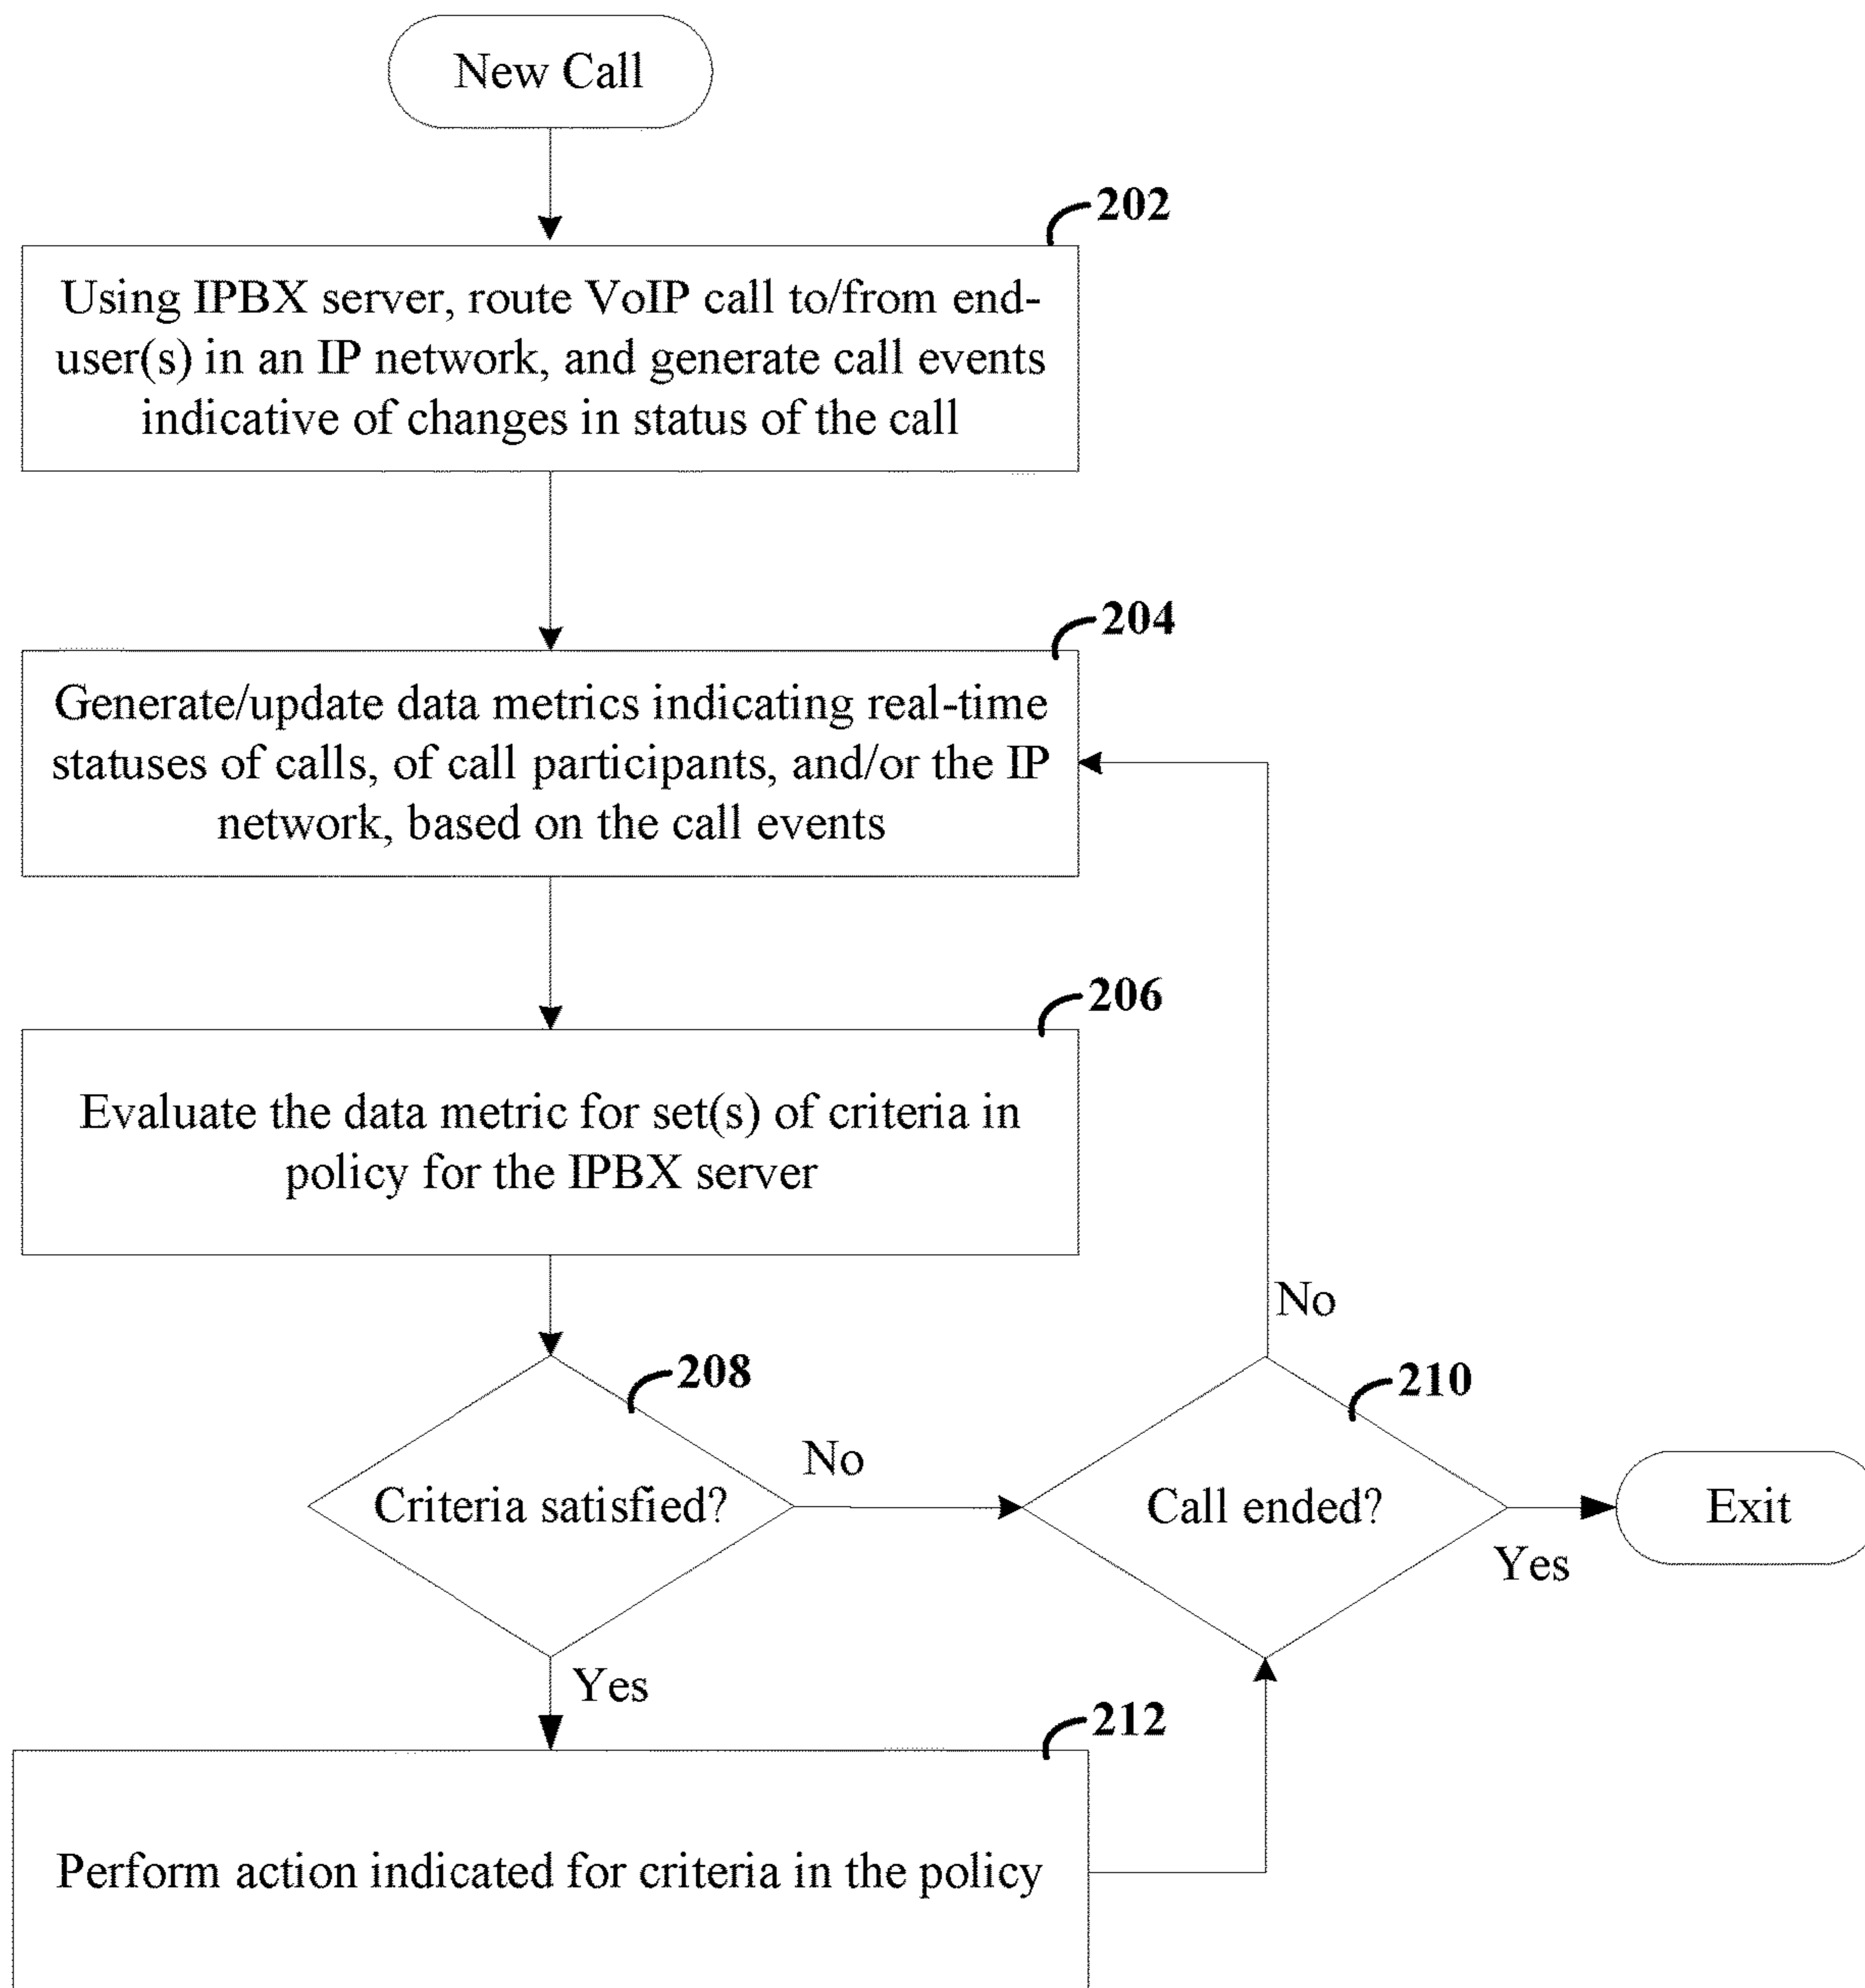 New Call
202
Using IPBX server, route VoIP call to/from end-
user(s) in an IP network, and generate call events
indicative of changes in status of the call
204
Generate/update data metrics indicating real-time
statuses of calls, of call participants, and/or the IP
network, based on the call events
206
Evaluate the data metric for set(s) of criteria in
policy for the IPBX server
No
208
210
No
Criteria satisfied?
Call ended?
Exit
Yes
Yes
212
Perform action indicated for criteria in the policy